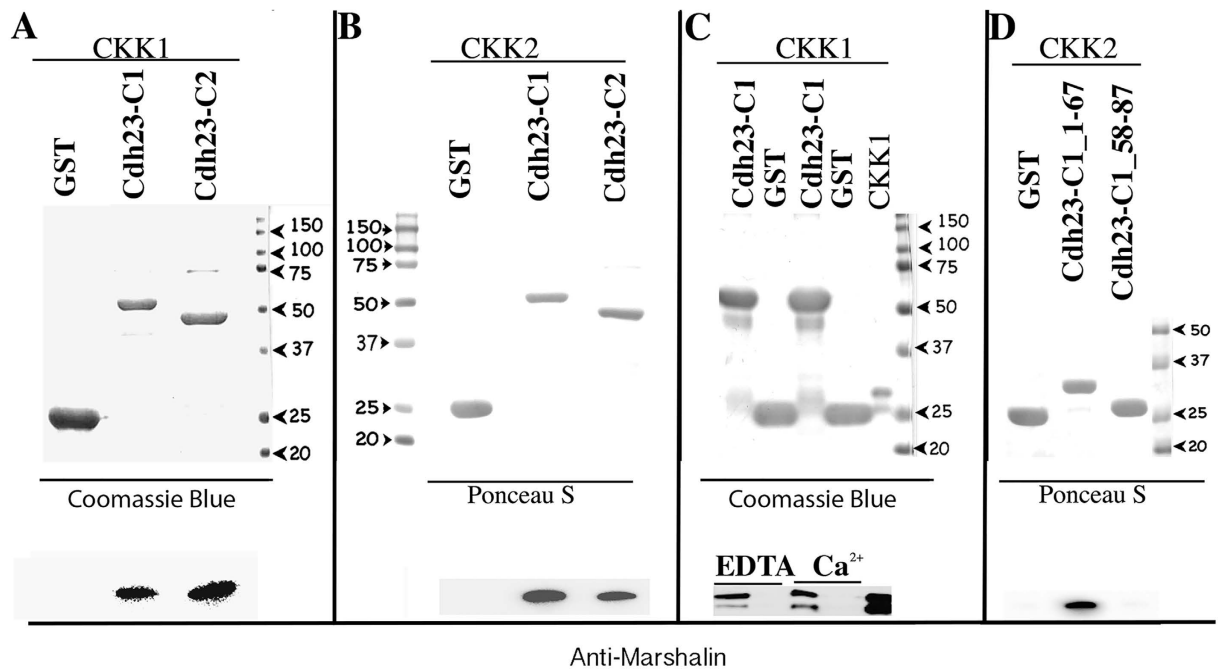 A
CKK1
GST
Cdh23-C1
Cdh23-C2
150
100
75
50
37
25
20
Coomassie Blue
B
CKK2
GST
Cdh23-C1
Cdh23-C2
150
100
75
50
37
25
20
Ponceau S
C
CKK1
Cdh23-C1
GST
Cdh23-C1
GST
CKK1
150
100
75
50
37
25
20
Coomassie Blue
EDTA
Ca²⁺
D
CKK2
GST
Cdh23-C1_1-67
Cdh23-C1_58-87
50
37
25
20
Ponceau S
Anti-Marshalin